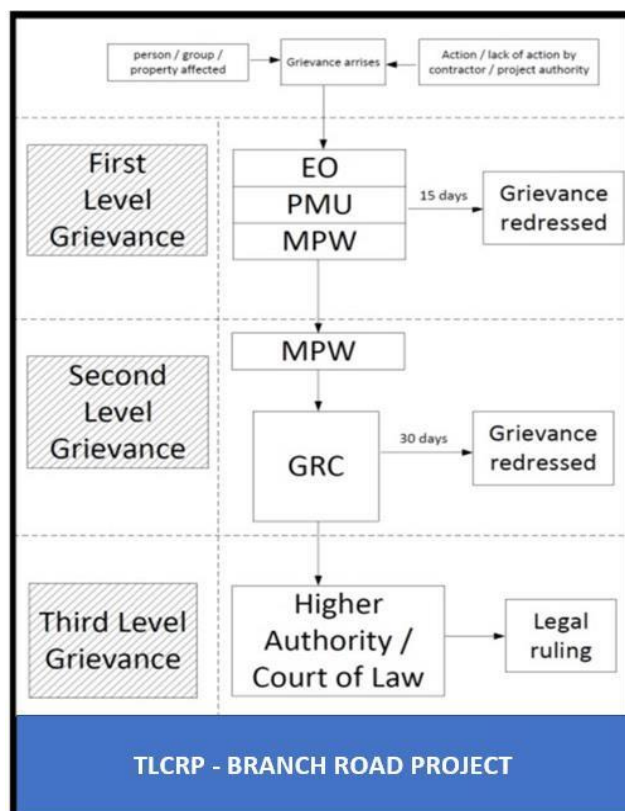 person / group /
property affected
Grievance arrises
Action / lack of action by
contractor / project authority
First
Level
Grievance
EO
PMU
MPW
15 days
Grievance
redressed
MPW
Second
Level
Grievance
GRC
30 days
Grievance
redressed
Third Level
Grievance
Higher
Authority /
Court of Law
Legal
ruling
TLCRP - BRANCH ROAD PROJECT